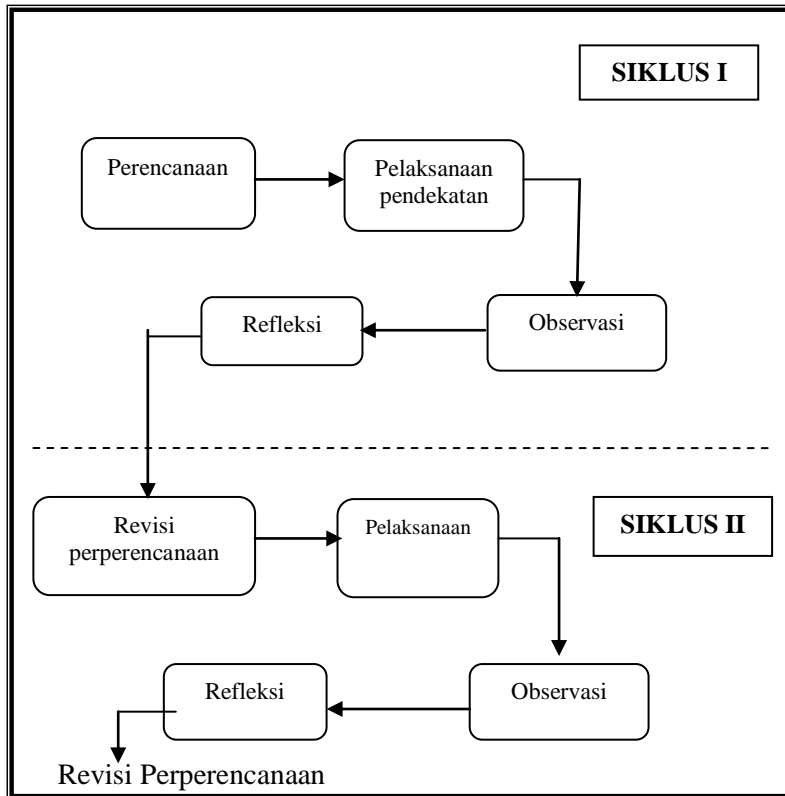 SIKLUS I
Perencanaan
Pelaksanaan
pendekatan
Observasi
Refleksi
SIKLUS II
Revisi
perperencanaan
Pelaksanaan
Observasi
Refleksi
Revisi Perperencanaan